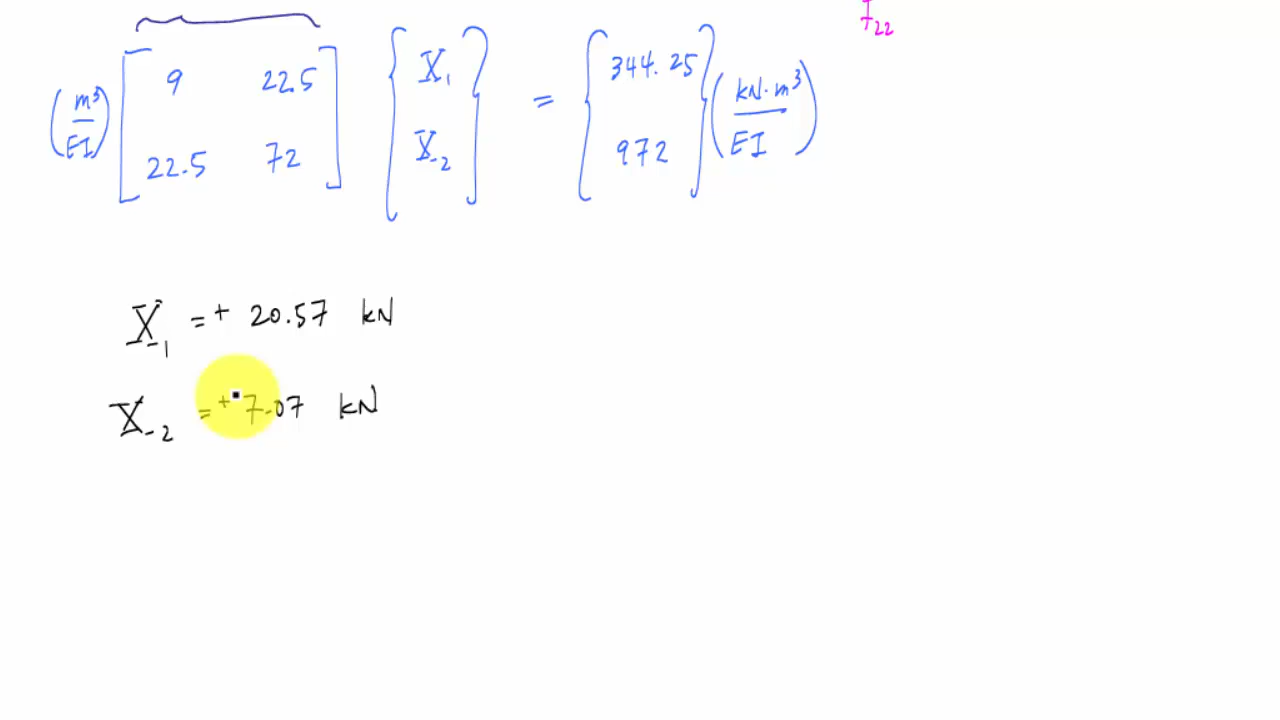 f22
(m³/EI) [9 22.5] {X1} = {344.25} (kN·m³/EI)
[22.5 72] {X2} {972}
X1 = + 20.57 kN
X2 = + 7.07 kN